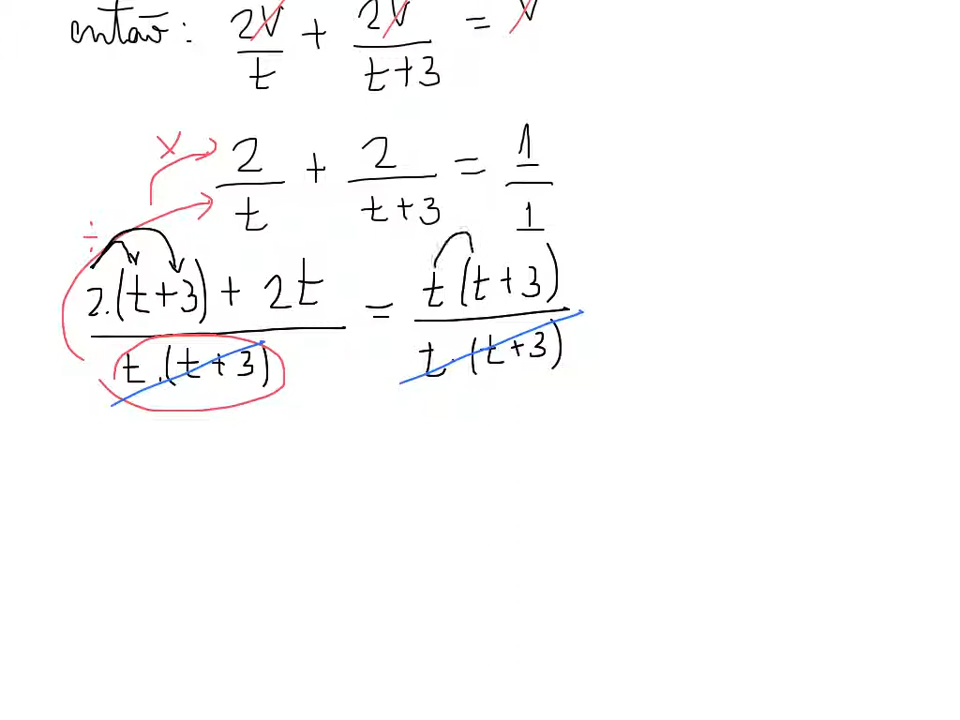 então: 2V/t + 2V/(t+3) = V
x
2/t + 2/(t+3) = 1/1
÷
2.(t+3) + 2t / t.(t+3) = t(t+3) / t.(t+3)